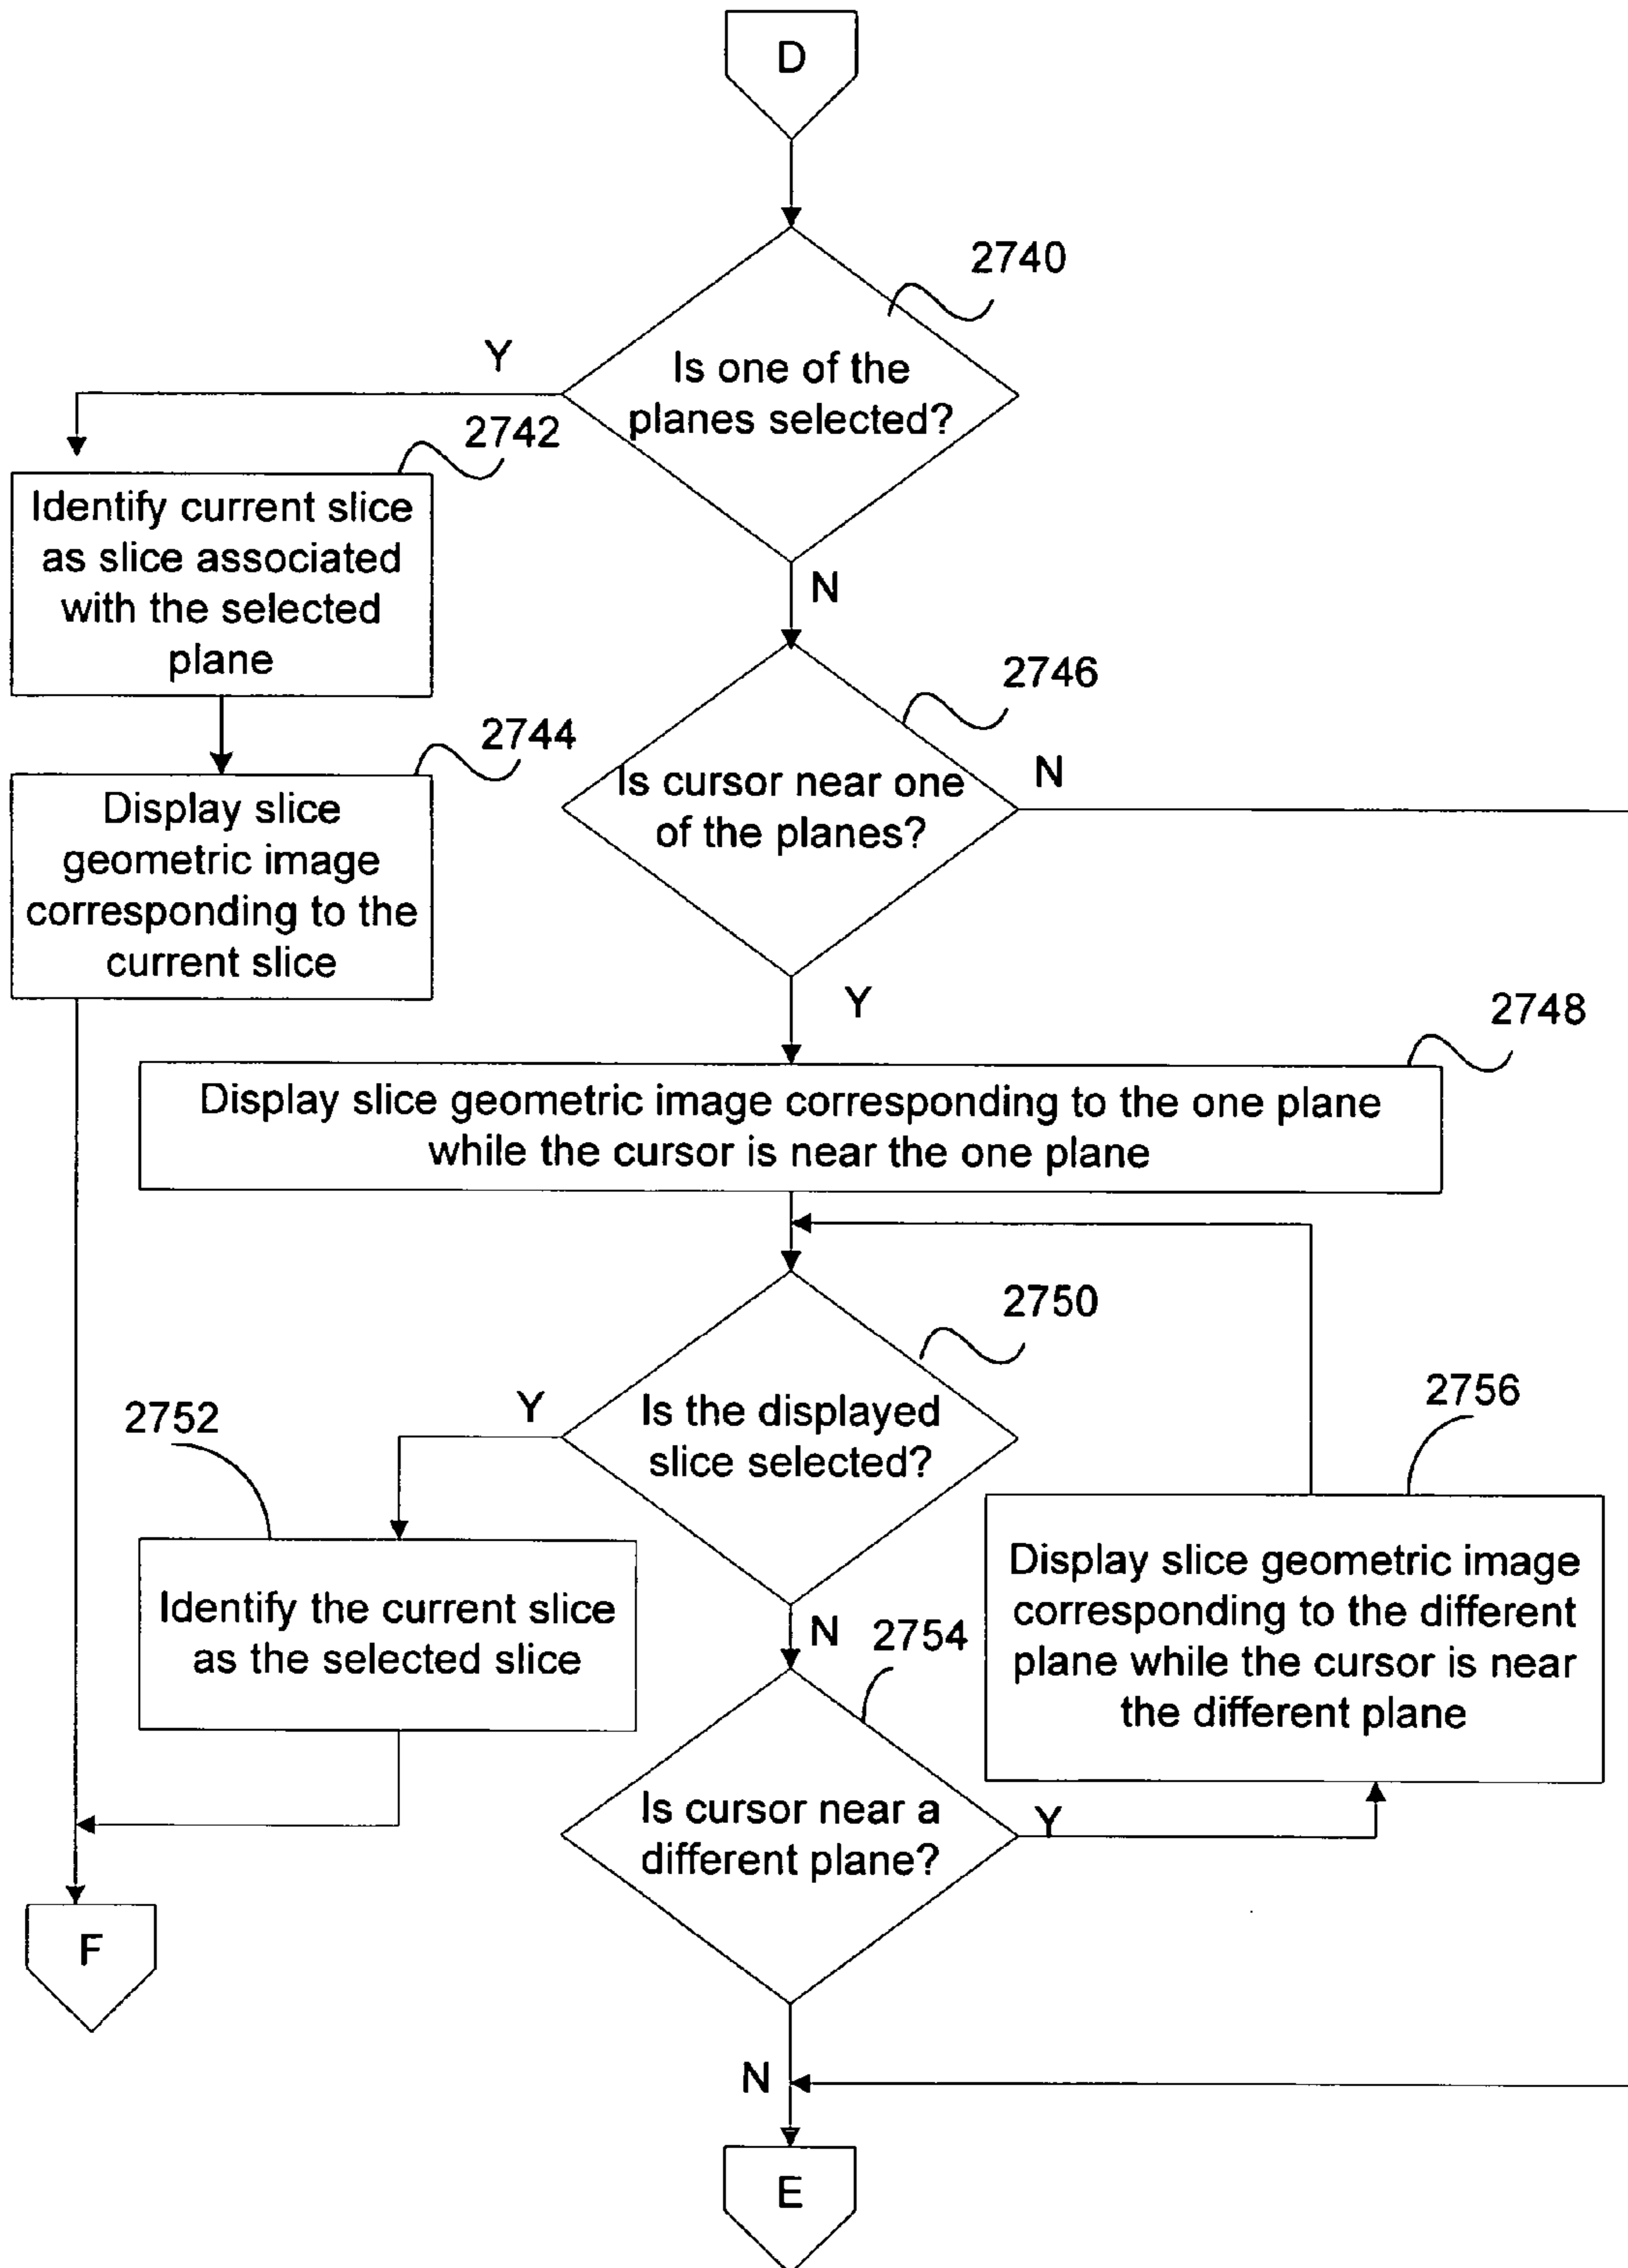 D
2740
Y
Is one of the
planes selected?
2742
Identify current slice
as slice associated
with the selected
plane
N
2746
2744
Display slice
geometric image
corresponding to the
current slice
Is cursor near one
of the planes?
N
Y
2748
Display slice geometric image corresponding to the one plane
while the cursor is near the one plane
2750
Y
Is the displayed
slice selected?
2752
2756
Identify the current slice
as the selected slice
Display slice geometric image
corresponding to the different
plane while the cursor is near
the different plane
N
2754
Is cursor near a
different plane?
Y
F
N
E